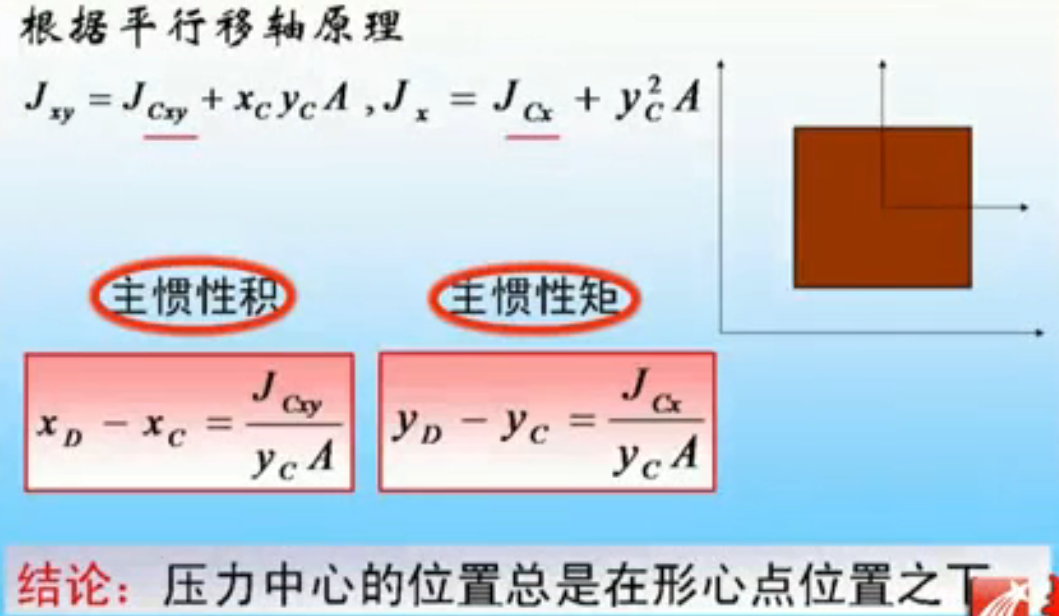 根据平行移轴原理
J_{xy} = J_{Cxy} + x_C y_C A , J_x = J_{Cx} + y_C^2 A
主惯性积 主惯性矩
x_D - x_C = \frac{J_{Cxy}}{y_C A} y_D - y_C = \frac{J_{Cx}}{y_C A}
结论：压力中心的位置总是在形心点位置之下